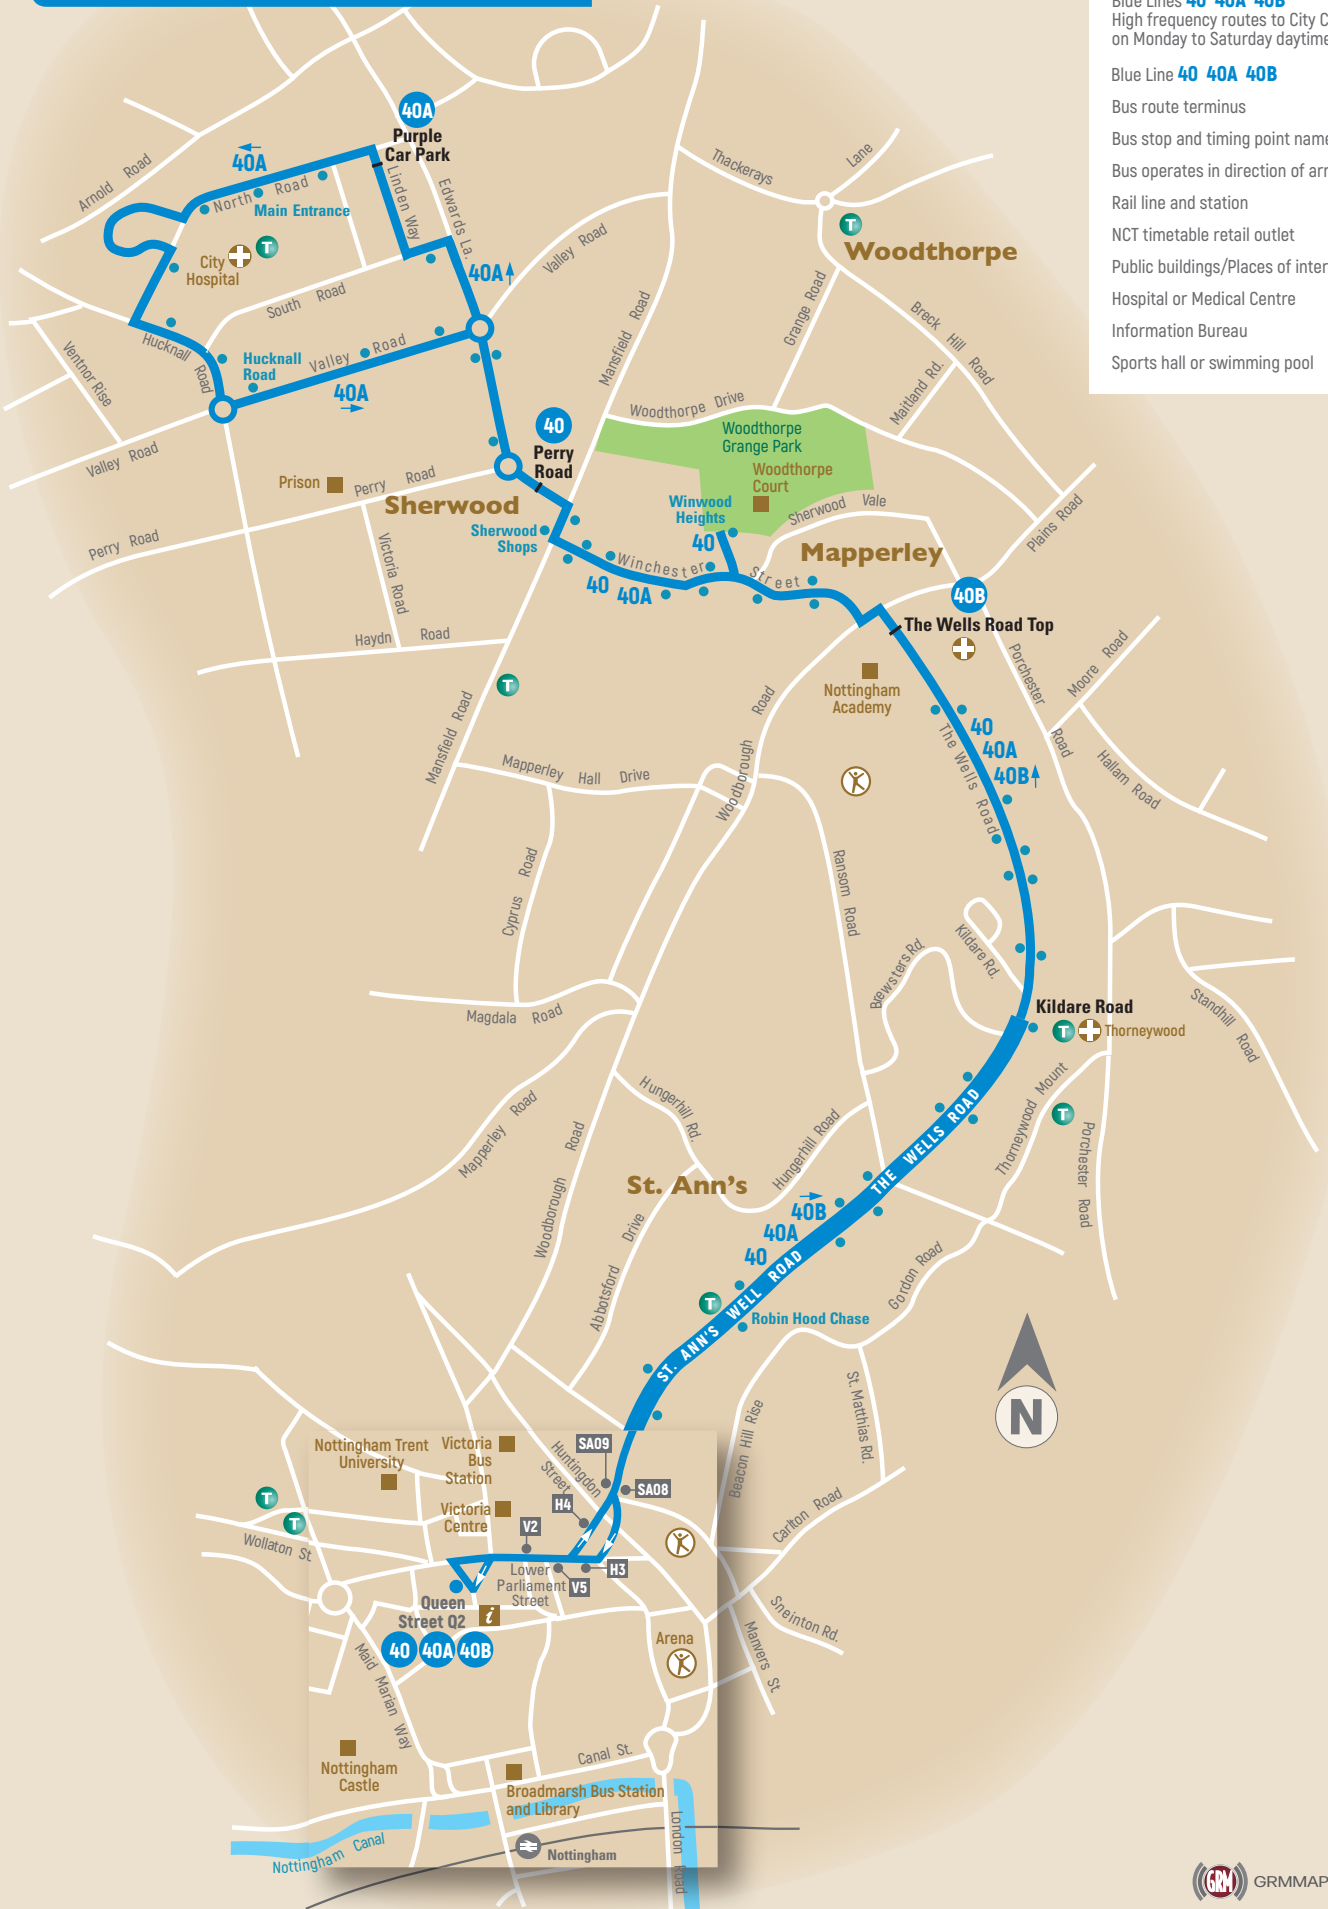 Blue Lines 40 40A 40B
High frequency routes to City C
on Monday to Saturday daytime
Blue Line 40 40A 40B
Bus route terminus
Bus stop and timing point name
Bus operates in direction of arr
Rail line and station
NCT timetable retail outlet
Public buildings/Places of inter
Hospital or Medical Centre
Information Bureau
Sports hall or swimming pool
40A
Purple
Car Park
40A
Arnold Road
North Road
Main Entrance
Linden Way
Edwards La.
T
City
Hospital
South Road
40A
Valley Road
Thackerays
Lane
T
Woodthorpe
Mansfield Road
Grange Road
Breck Hill Road
Maitland Rd.
Ventnor Rise
Hucknall Road
Hucknall
Road
Valley Road
40A
Woodthorpe Drive
Woodthorpe
Grange Park
Woodthorpe
Court
40
Perry
Road
Valley Road
Prison
Perry Road
Sherwood
Sherwood
Shops
Winwood
Heights
40
Sherwood Vale
Plains Road
Perry Road
Victoria Road
Winchester Street
40 40A
Mapperley
40B
The Wells Road Top
Haydn Road
T
Nottingham
Academy
Porchester Road
Moore Road
Hallam Road
Mansfield Road
Woodborough Road
The Wells Road
40
40A
40B
Mapperley Hall Drive
Cyprus Road
Ransom Road
Brewsters Rd.
Kildare Rd.
Kildare Road
T
Thorneywood
Standhill Road
Magdala Road
T
Thorneywood Mount
Porchester Road
Mapperley Road
Hungerhill Rd.
Hungerhill Road
THE WELLS ROAD
Woodborough Road
St. Ann's
40B
40A
40
Abbotsford Drive
Gordon Road
T
ST. ANN'S WELL ROAD
Robin Hood Chase
St. Matthias Rd.
Beacon Hill Rise
N
Nottingham Trent
University
Victoria
Bus
Station
Huntingdon
Street
SA09
SA08
T
T
Wollaton St
Victoria
Centre
H4
V2
Carlton Road
Lower
Parliament
Street
V5
H3
Queen
Street Q2
i
40 40A 40B
Sneinton Rd.
Manvers St.
Arena
Maid Marian Way
Nottingham
Castle
Canal St.
Broadmarsh Bus Station
and Library
Nottingham Canal
London Road
Nottingham
GRM
GRMMAP